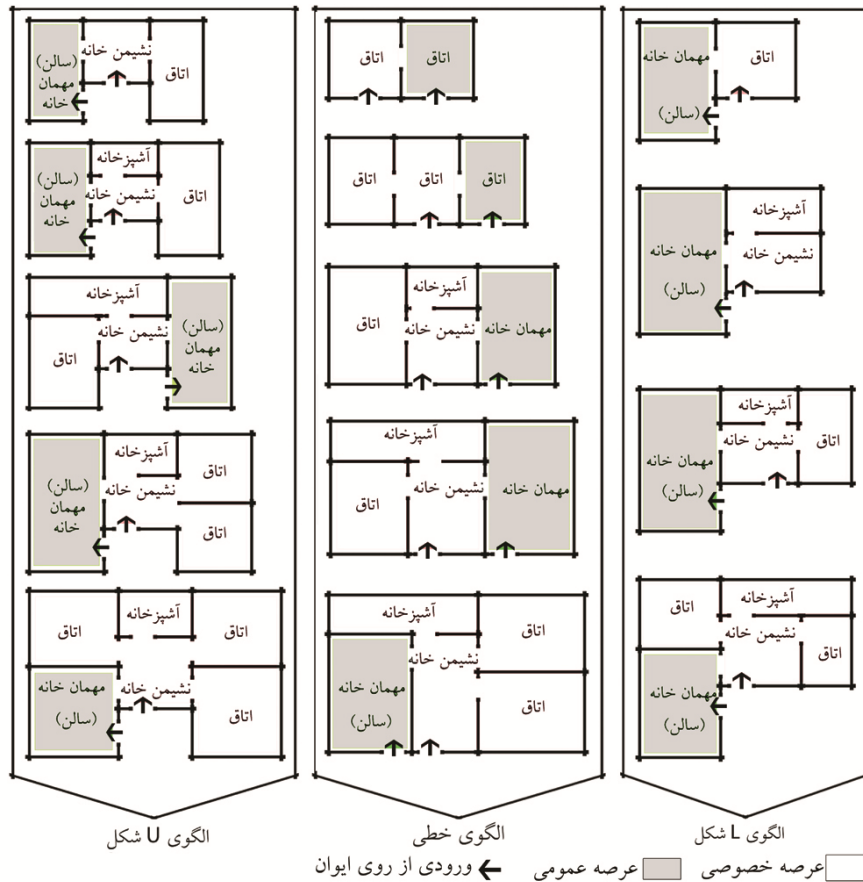 اتاق
مهمان خانه
(سالن)
آشپزخانه
نشیمن خانه
مهمان خانه
(سالن)
آشپزخانه
اتاق
نشیمن خانه
مهمان خانه
(سالن)
آشپزخانه
اتاق
نشیمن خانه
اتاق
مهمان خانه
(سالن)
الگوی L شکل
اتاق
اتاق
اتاق
اتاق
اتاق
آشپزخانه
مهمان خانه
نشیمن خانه
اتاق
آشپزخانه
مهمان خانه
نشیمن خانه
اتاق
آشپزخانه
اتاق
نشیمن خانه
اتاق
مهمان خانه
(سالن)
الگوی خطی
اتاق
نشیمن خانه
(سالن)
مهمان
خانه
آشپزخانه
اتاق
نشیمن خانه
(سالن)
مهمان
خانه
آشپزخانه
(سالن)
مهمان
خانه
نشیمن خانه
اتاق
آشپزخانه
اتاق
نشیمن خانه
اتاق
(سالن)
مهمان
خانه
آشپزخانه
اتاق
اتاق
نشیمن خانه
اتاق
مهمان خانه
(سالن)
الگوی U شکل
عرصه خصوصی
عرصه عمومی
ورودی از روی ایوان